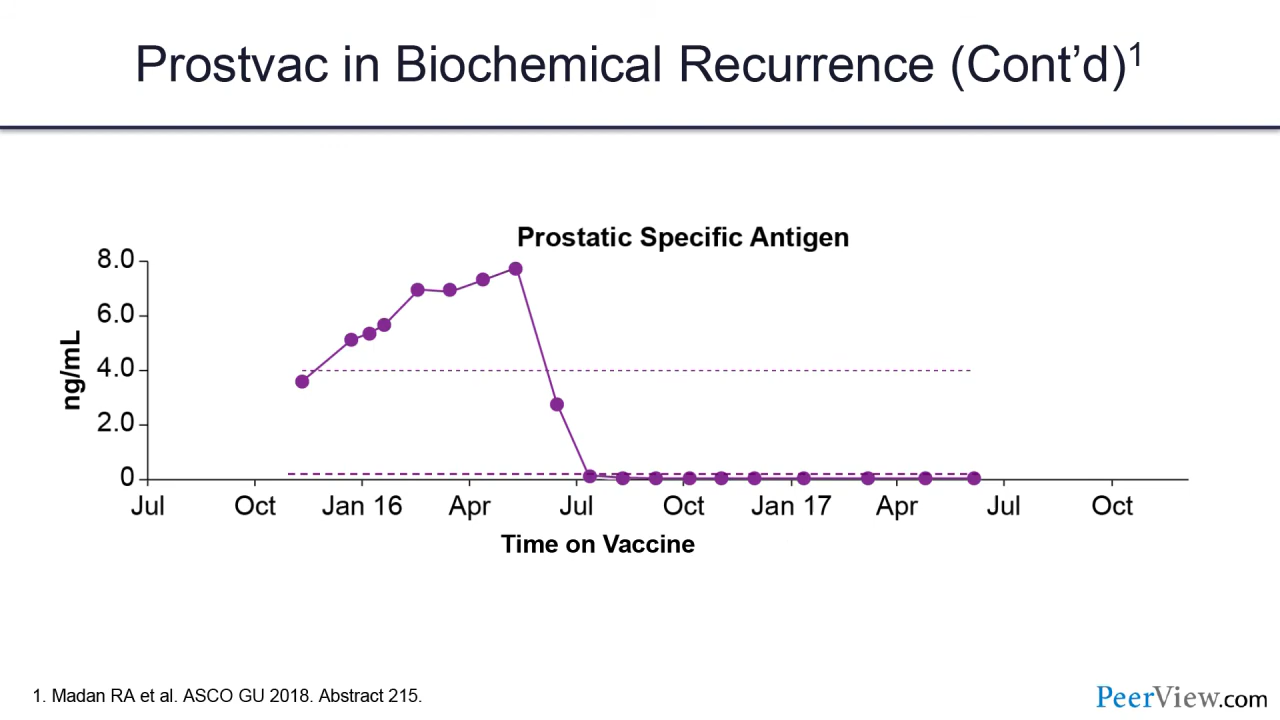 Prostvac in Biochemical Recurrence (Cont’d)1
Prostatic Specific Antigen
ng/mL
8.0
6.0
4.0
2.0
0
Jul Oct Jan 16 Apr Jul Oct Jan 17 Apr Jul Oct
Time on Vaccine
1. Madan RA et al. ASCO GU 2018. Abstract 215.
PeerView.com